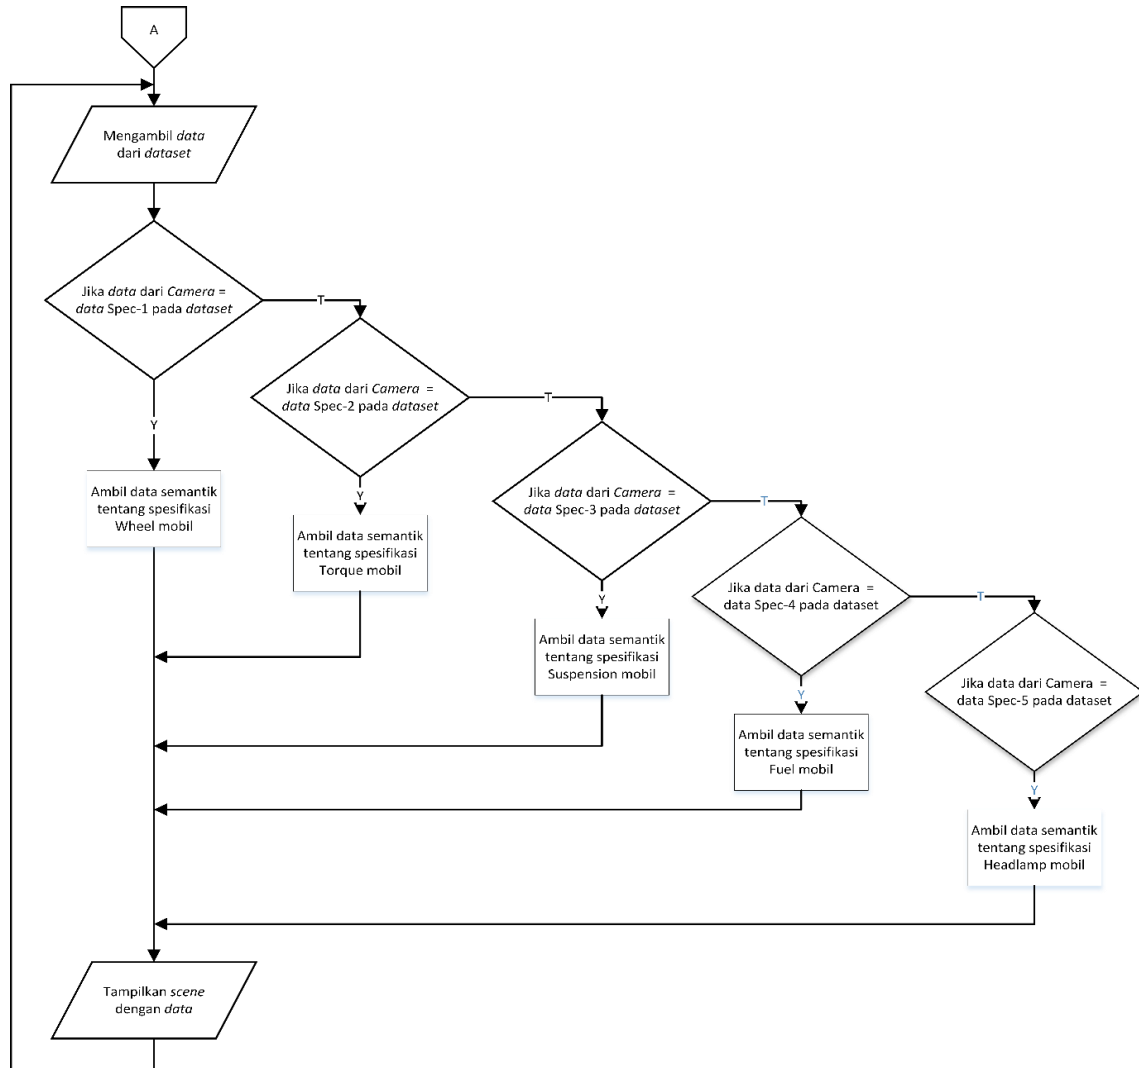 A
Mengambil data
dari dataset
Jika data dari Camera =
data Spec-1 pada dataset
T
Y
Ambil data semantik
tentang spesifikasi
Wheel mobil
Jika data dari Camera =
data Spec-2 pada dataset
T
Y
Ambil data semantik
tentang spesifikasi
Torque mobil
Jika data dari Camera =
data Spec-3 pada dataset
T
Y
Ambil data semantik
tentang spesifikasi
Suspension mobil
Jika data dari Camera =
data Spec-4 pada dataset
T
Y
Ambil data semantik
tentang spesifikasi
Fuel mobil
Jika data dari Camera =
data Spec-5 pada dataset
Y
Ambil data semantik
tentang spesifikasi
Headlamp mobil
Tampilkan scene
dengan data